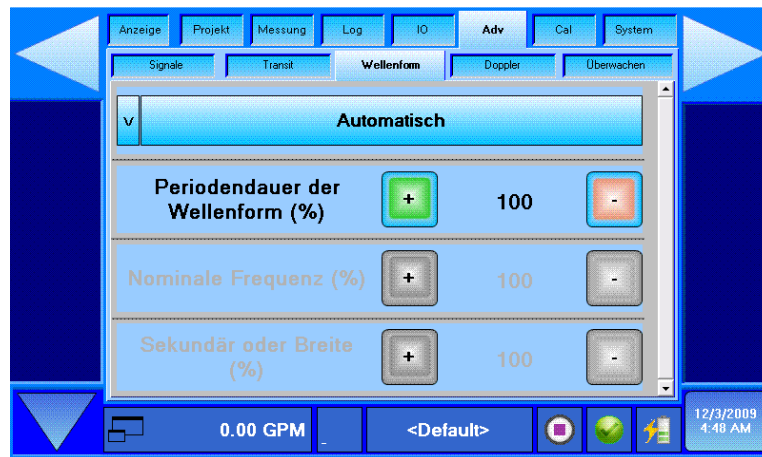 Anzeige Projekt Messung Log IO Adv Cal System
Signale Transit Wellenform Doppler Überwachen
v Automatisch
Periodendauer der
Wellenform (%)
+ 100 -
Nominale Frequenz (%) + 100 -
Sekundär oder Breite
(%)
+ 100 -
0.00 GPM _ <Default>
12/3/2009
4:48 AM